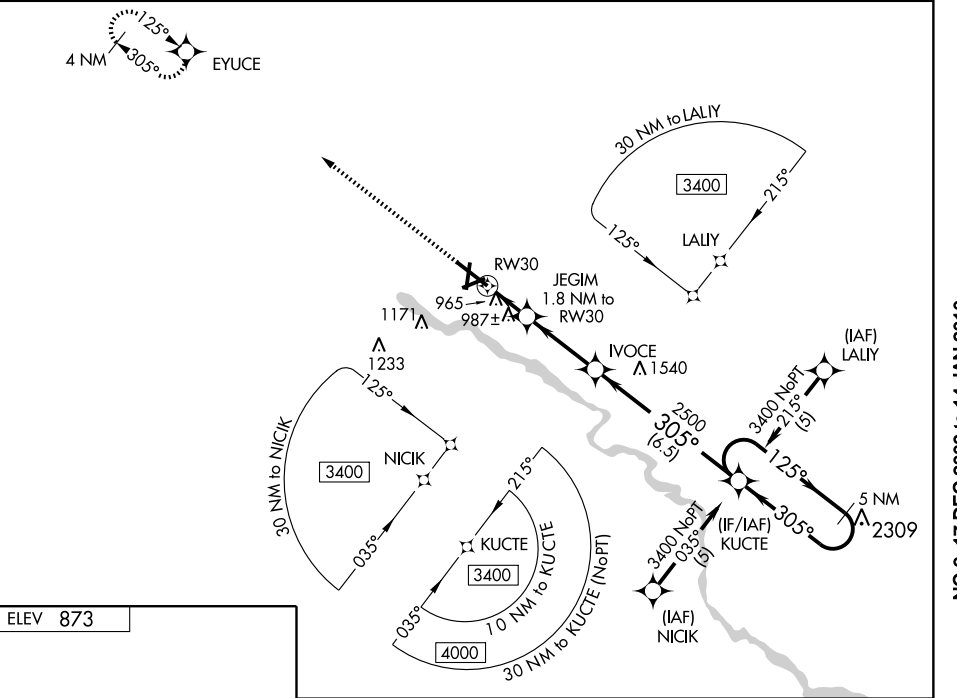 125°
305°
4 NM
EYUCE
30 NM to LALIY
3400
215°
125°
LALIY
RW30
JEGIM
1.8 NM to
RW30
965
987±
1171
1233
IVOCE
1540
(IAF)
LALIY
3400 NoPT
215°
(5)
2500
305°
(6.5)
125°
305°
5 NM
2309
(IF/IAF)
KUCTE
3400 NoPT
035°
(5)
(IAF)
NICIK
125°
30 NM to NICIK
3400
NICIK
035°
215°
KUCTE
3400
10 NM to KUCTE
035°
4000
30 NM to KUCTE (NoPT)
ELEV 873